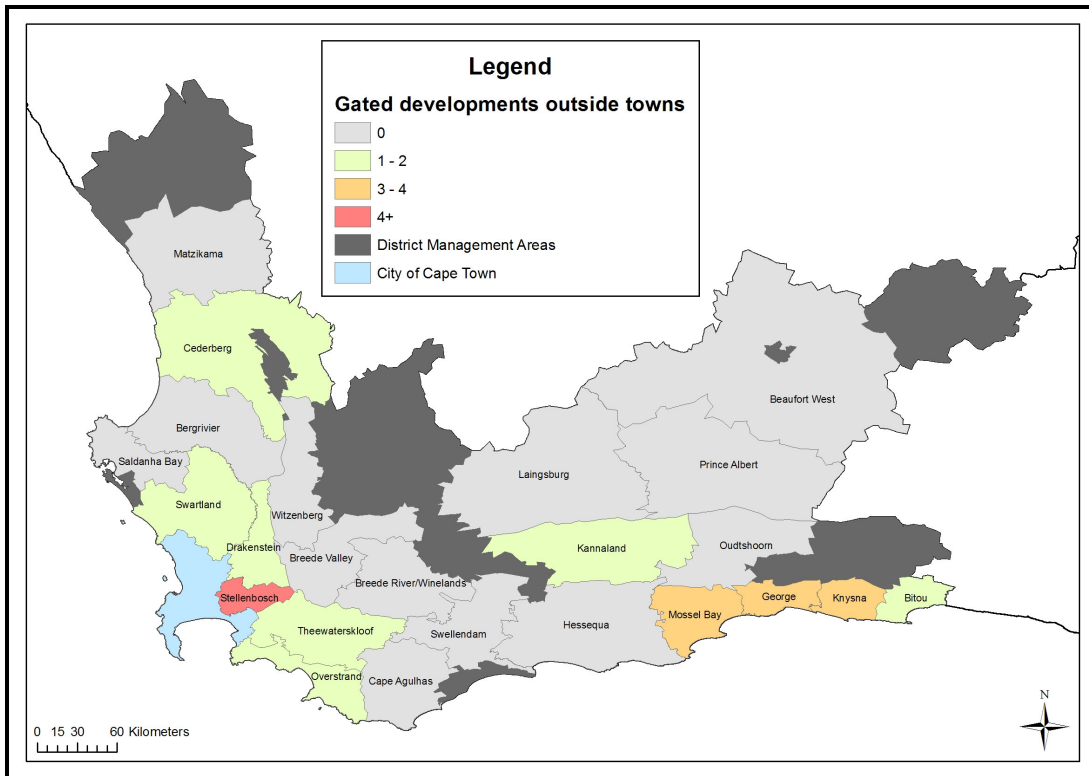 Legend
Gated developments outside towns
0
1 - 2
3 - 4
4+
District Management Areas
City of Cape Town
Matzikama
Cederberg
Bergrivier
Saldanha Bay
Swartland
Witzenberg
Drakenstein
Breede Valley
Stellenbosch
Breede River/Winelands
Theewaterskloof
Overstrand
Swellendam
Cape Agulhas
Laingsburg
Beaufort West
Prince Albert
Kannaland
Oudtshoorn
Hessequa
Mossel Bay
George
Knysna
Bitou
N
0 15 30 60 Kilometers